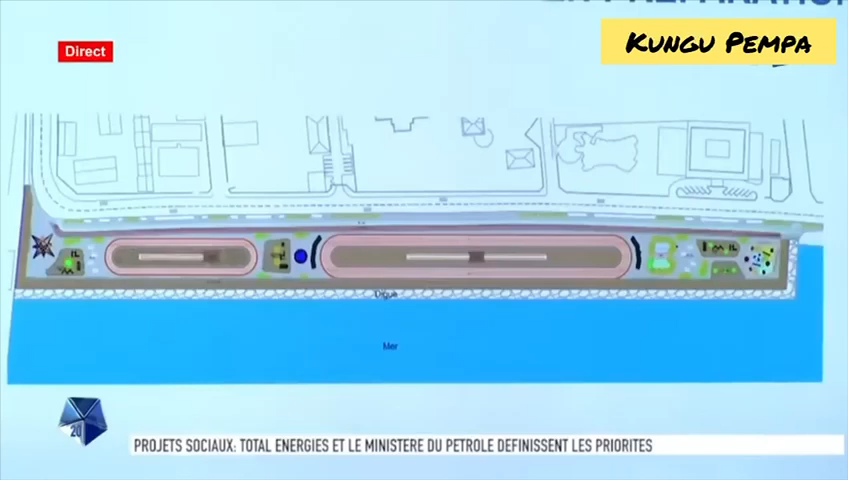 Direct
Kungu Pempa
Digue
Mer
20
PROJETS SOCIAUX: TOTAL ENERGIES ET LE MINISTERE DU PETROLE DEFINISSENT LES PRIORITES